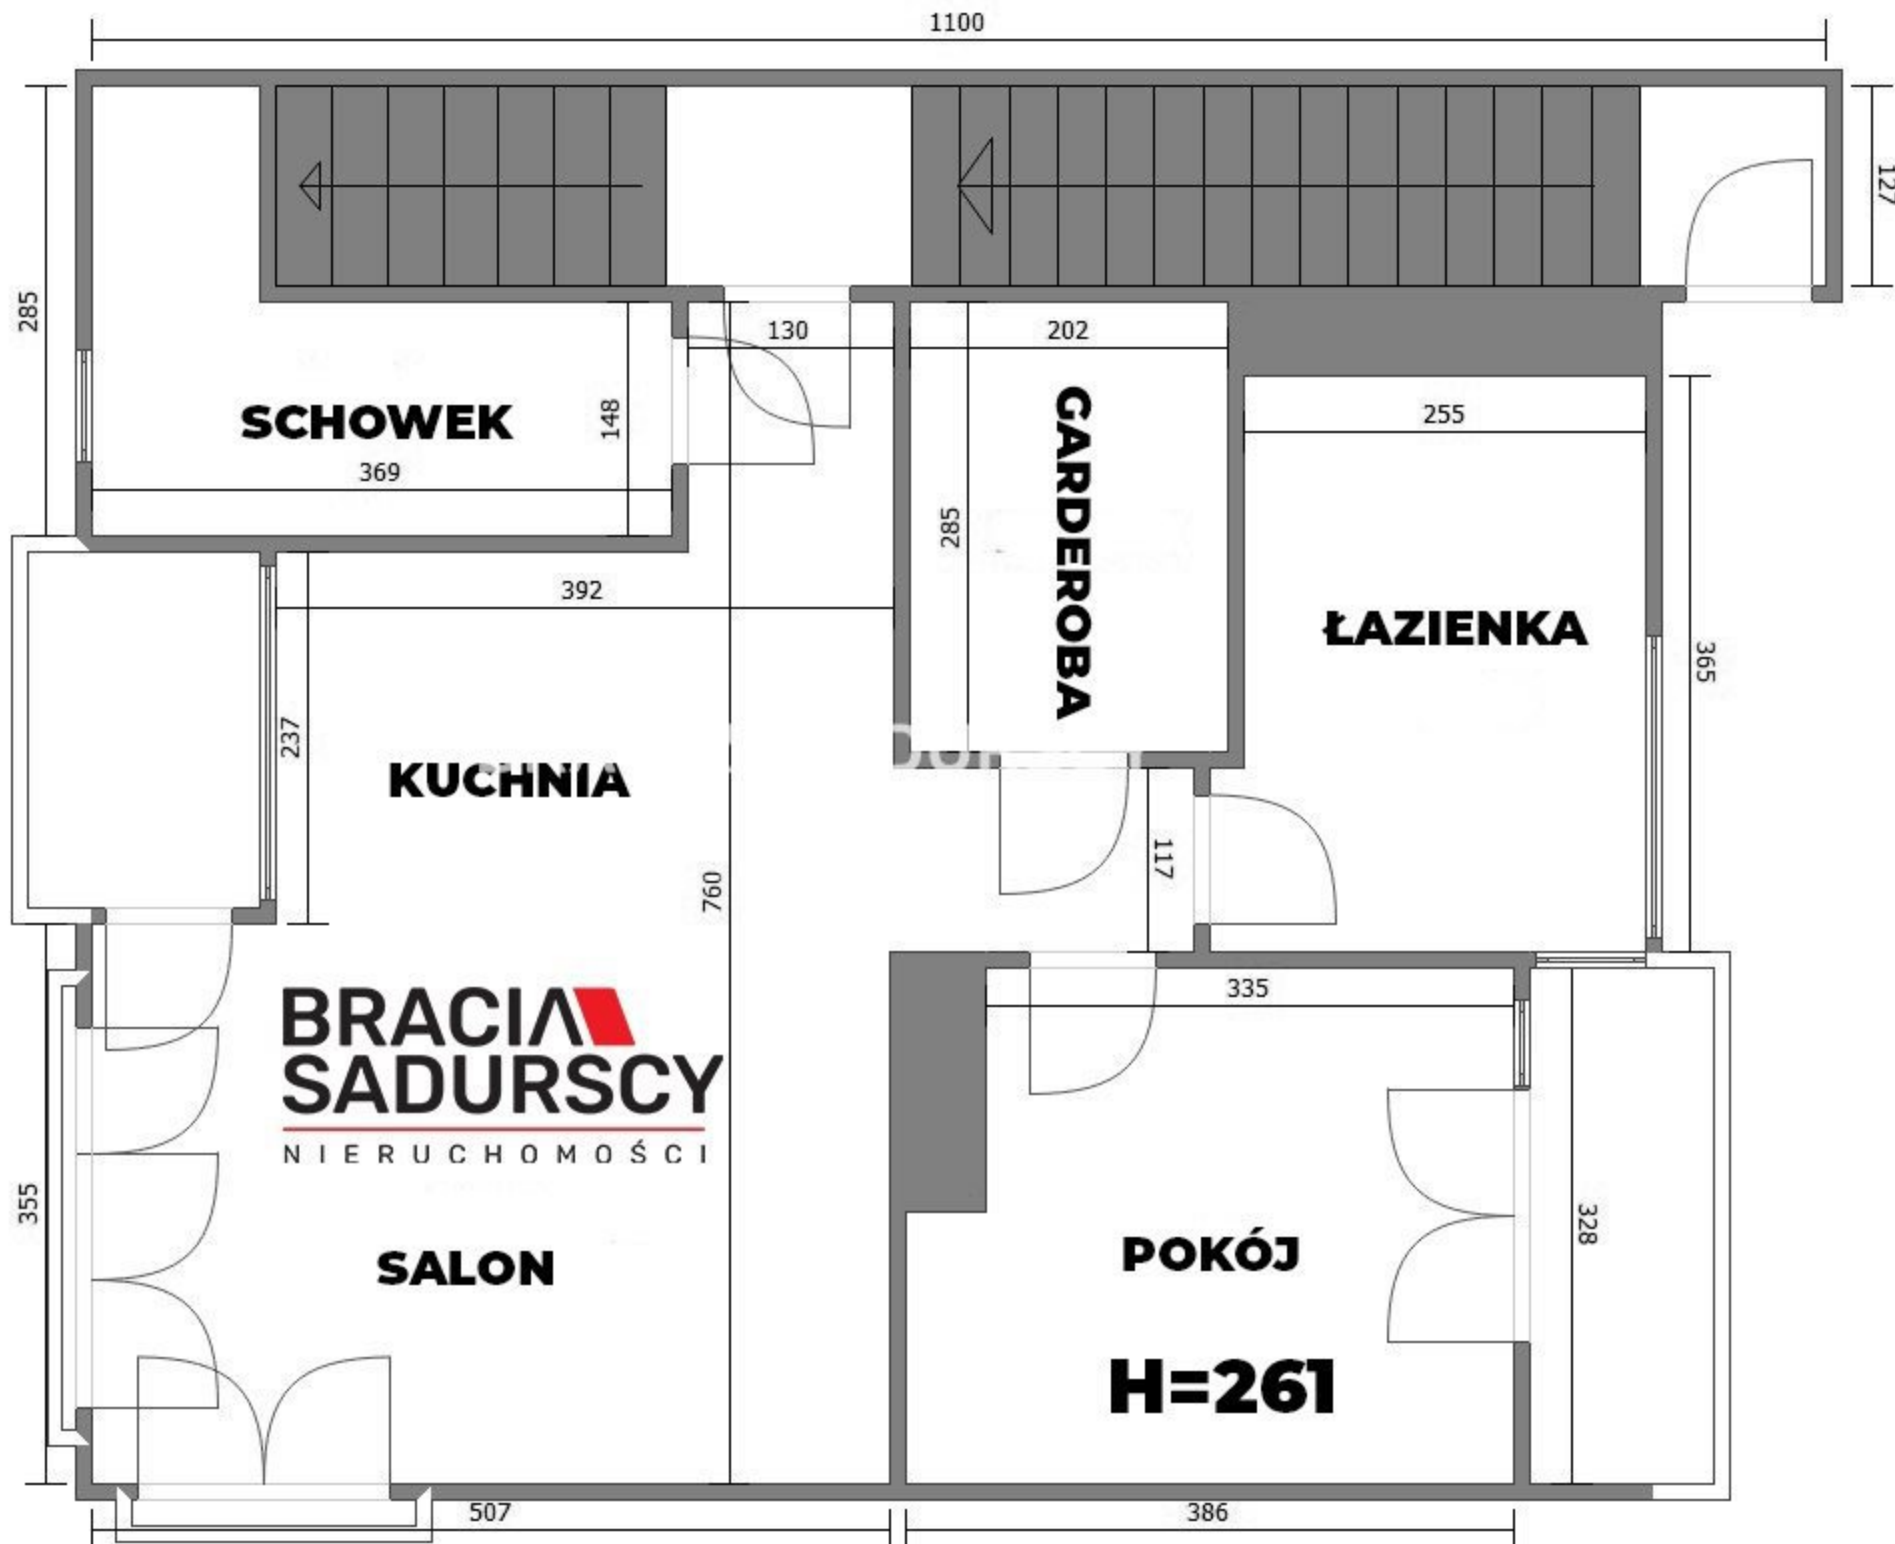 1100
127
285
130
202
255
SCHOWEK
148
369
GARDEROBA
285
392
ŁAZIENKA
365
237
KUCHNIA
117
760
335
BRACIA
SADURSCY
NIERUCHOMOŚCI
355
328
SALON
POKÓJ
H=261
507
386